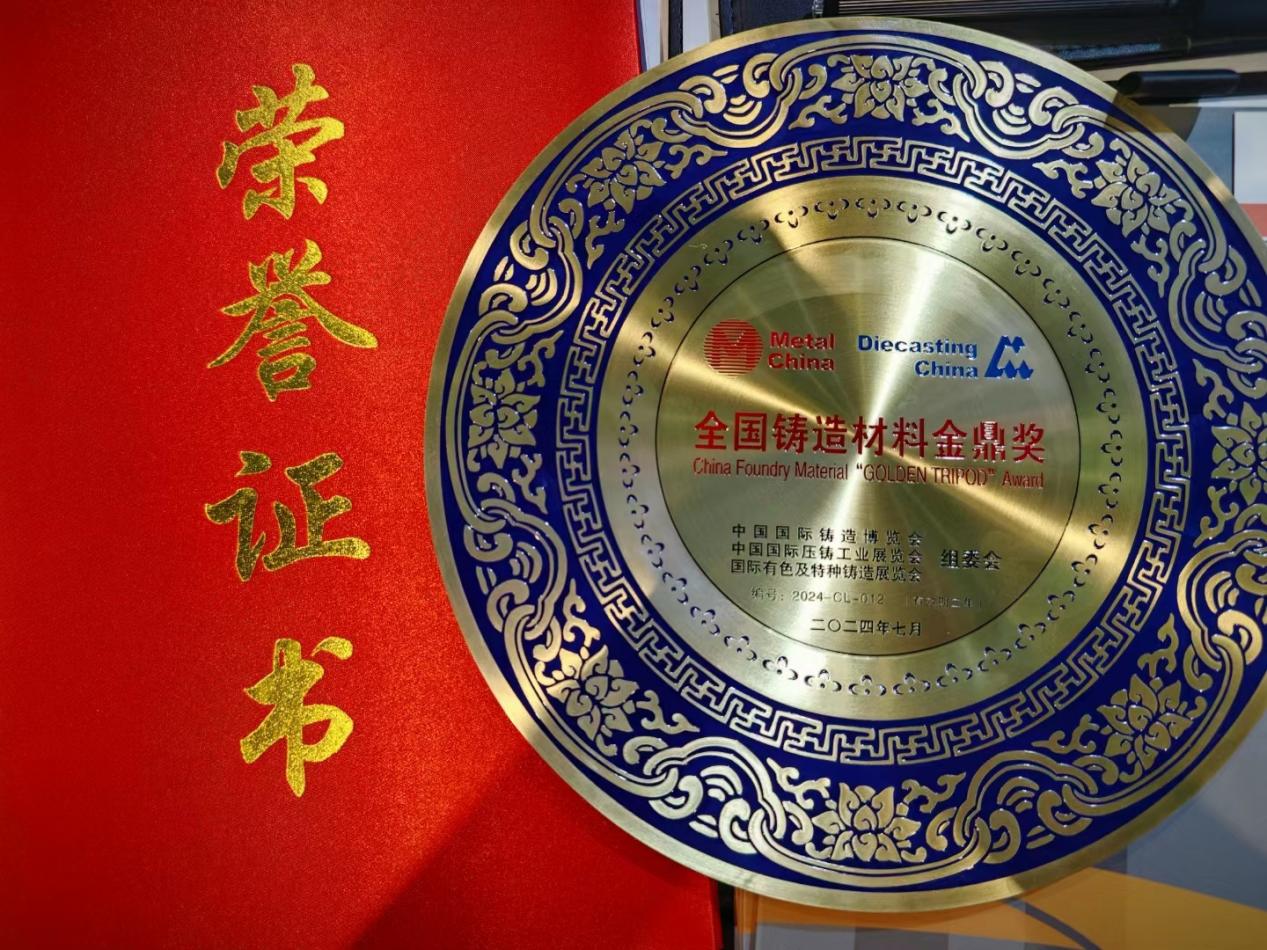 荣誉证书
Metal
China
Diecasting
China
全国铸造材料金鼎奖
China Foundry Material "GOLDEN TRIPOD" Award
中国国际铸造博览会
中国国际压铸工业展览会 组委会
国际有色及特种铸造展览会
编号：2024-CL-012
二〇二四年七月